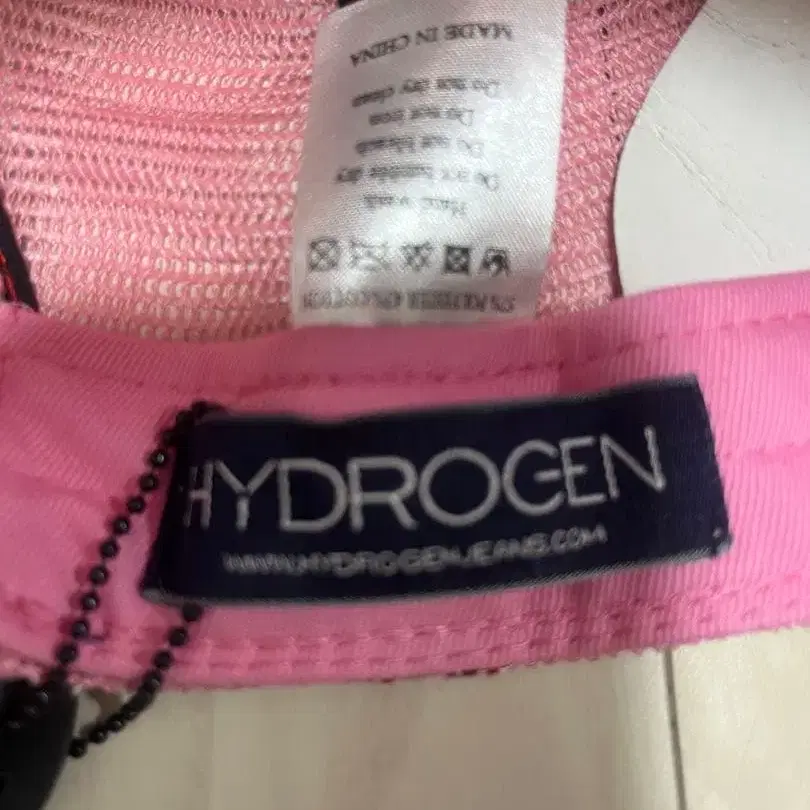 MADE IN CHINA
Do not dry clean
Do not iron
Do not bleach
Do not tumble dry
Hand wash
HYDROGEN
WWW.HYDROGENJEANS.COM